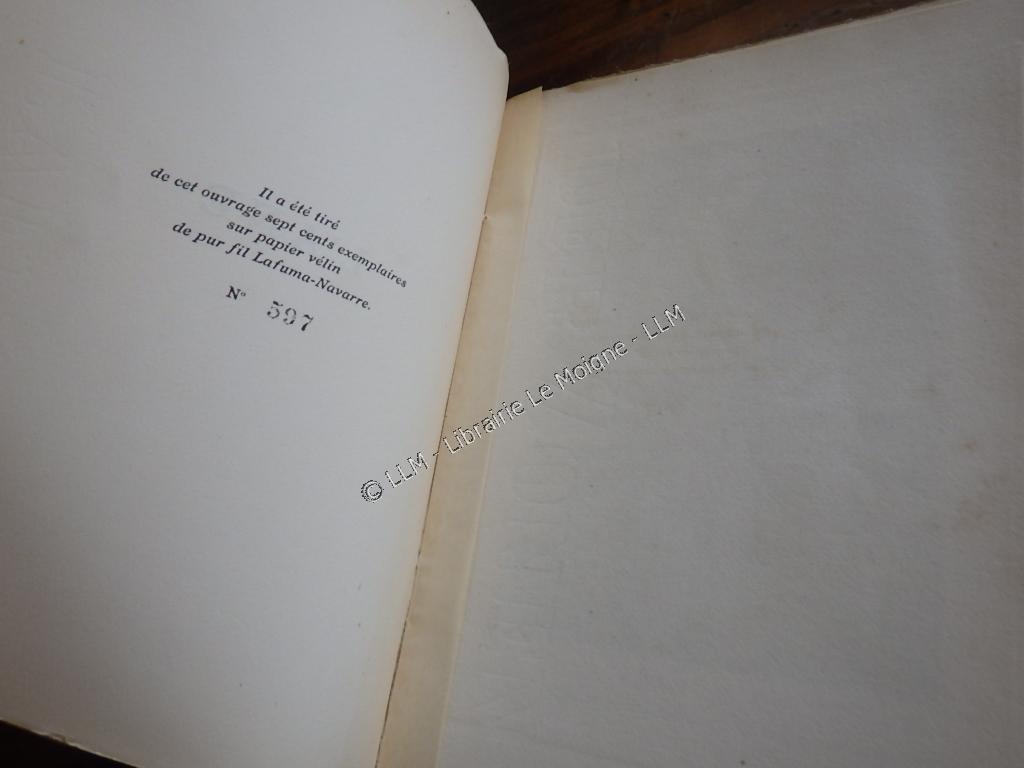 Il a été tiré
de cet ouvrage sept cents exemplaires
sur papier vélin
de pur fil Lafuma-Navarre.
N° 597
© LLM - Librairie Le Moigne - LLM